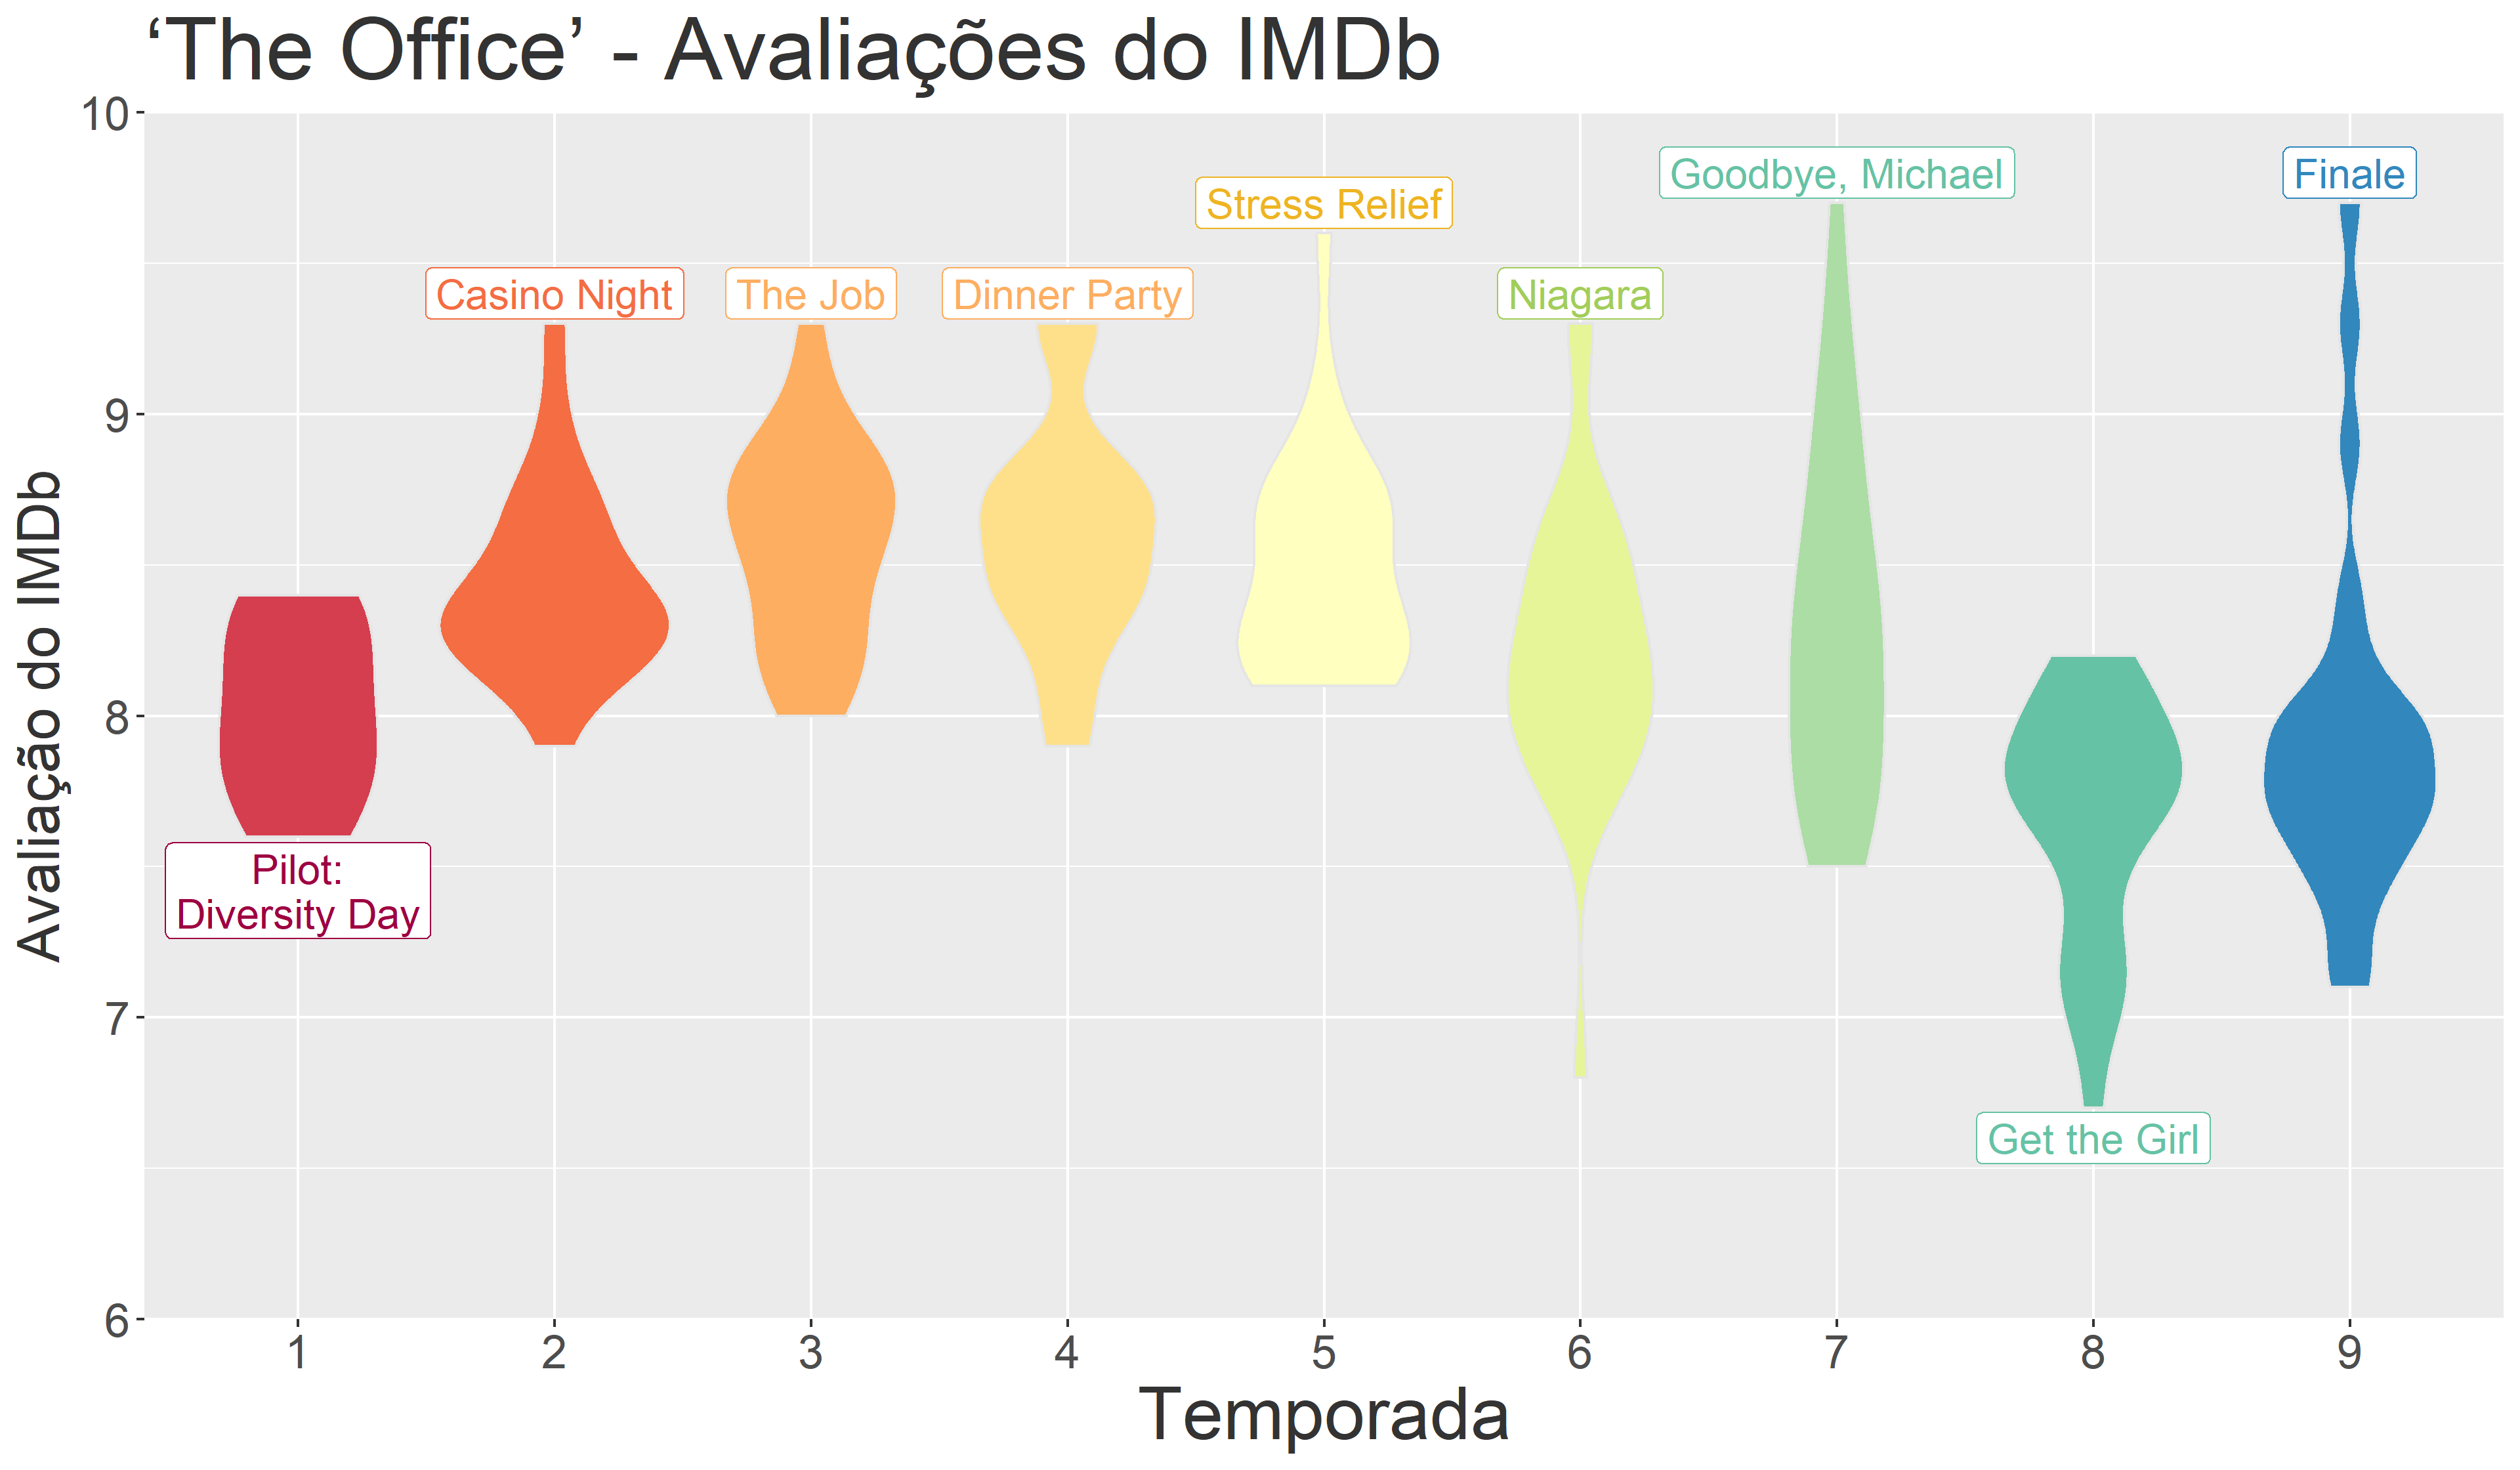 ‘The Office’ - Avaliações do IMDb
Avaliação do IMDb
10
9
8
7
6
Goodbye, Michael
Finale
Stress Relief
Casino Night
The Job
Dinner Party
Niagara
Pilot:
Diversity Day
Get the Girl
1 2 3 4 5 6 7 8 9
Temporada